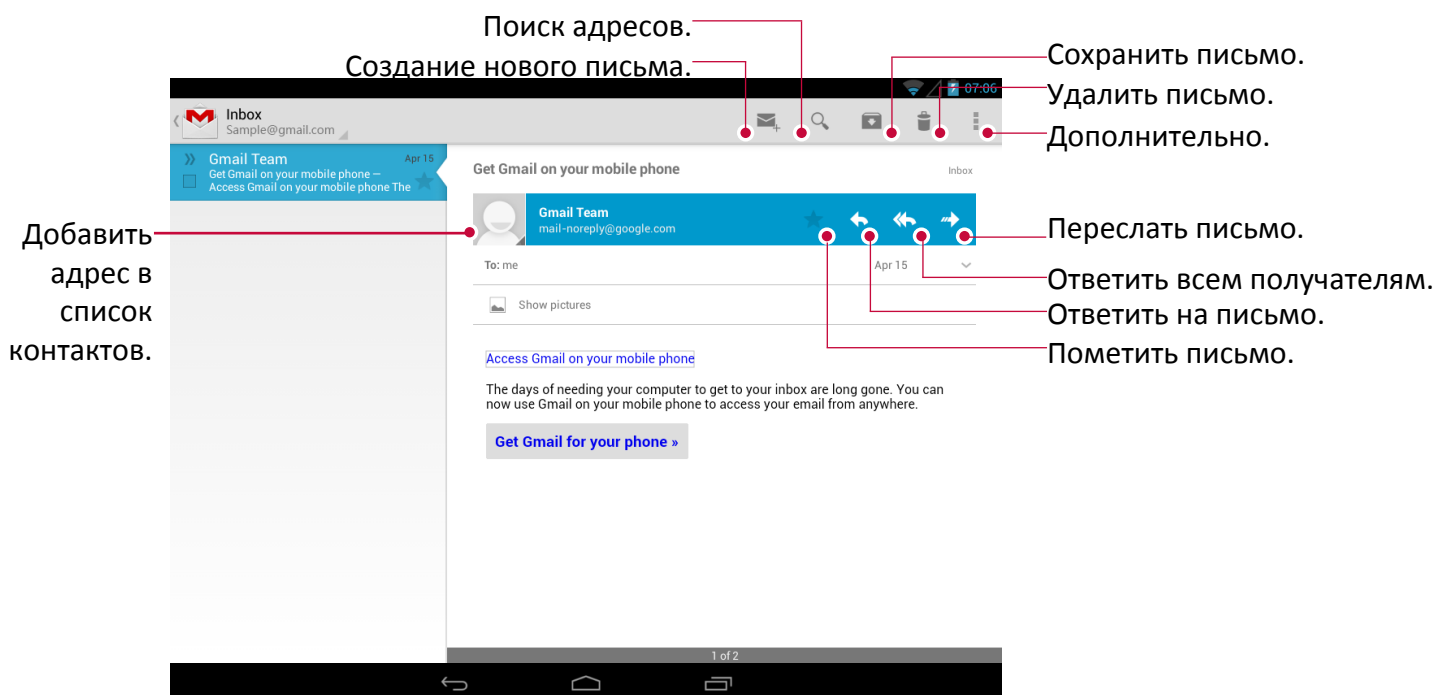 Поиск адресов.
Создание нового письма.
Сохранить письмо.
Удалить письмо.
Дополнительно.
07:06
Inbox
Sample@gmail.com
Gmail Team
Apr 15
Get Gmail on your mobile phone —
Access Gmail on your mobile phone The
Get Gmail on your mobile phone
Inbox
Gmail Team
mail-noreply@google.com
To: me
Apr 15
Show pictures
Access Gmail on your mobile phone
The days of needing your computer to get to your inbox are long gone. You can
now use Gmail on your mobile phone to access your email from anywhere.
Get Gmail for your phone »
1 of 2
Добавить
адрес в
список
контактов.
Переслать письмо.
Ответить всем получателям.
Ответить на письмо.
Пометить письмо.